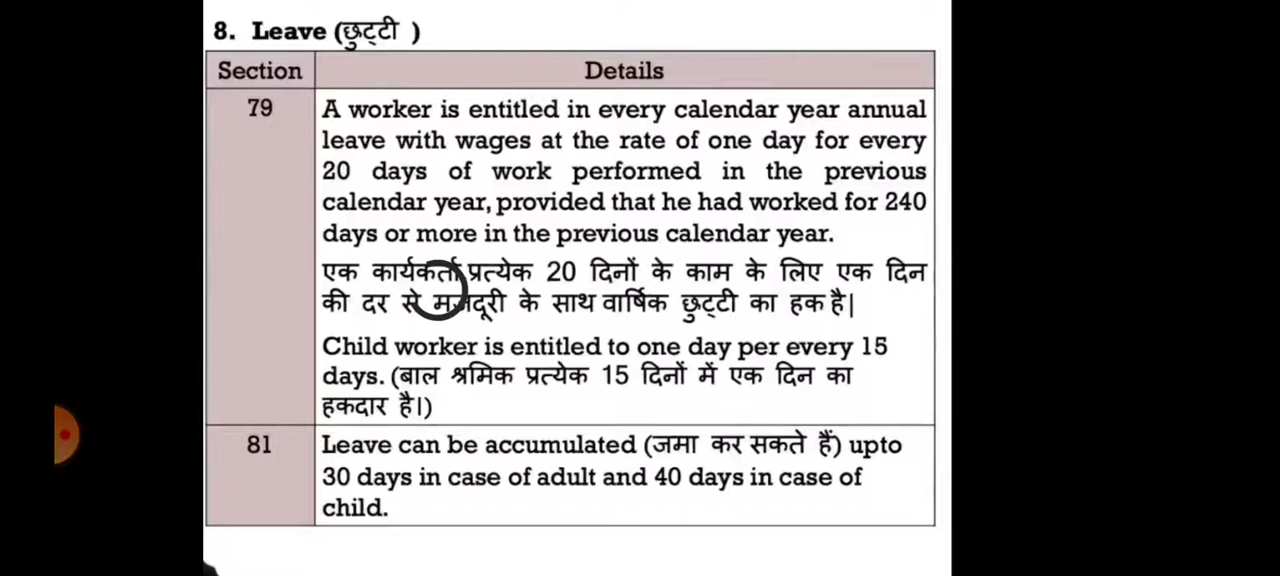 8. Leave (छुट्टी )
Section Details
79 A worker is entitled in every calendar year annual
leave with wages at the rate of one day for every
20 days of work performed in the previous
calendar year, provided that he had worked for 240
days or more in the previous calendar year.
एक कार्यकर्ता प्रत्येक 20 दिनों के काम के लिए एक दिन
की दर से मजदूरी के साथ वार्षिक छुट्टी का हक है|
Child worker is entitled to one day per every 15
days. (बाल श्रमिक प्रत्येक 15 दिनों में एक दिन का
हकदार है।)
81 Leave can be accumulated (जमा कर सकते हैं) upto
30 days in case of adult and 40 days in case of
child.